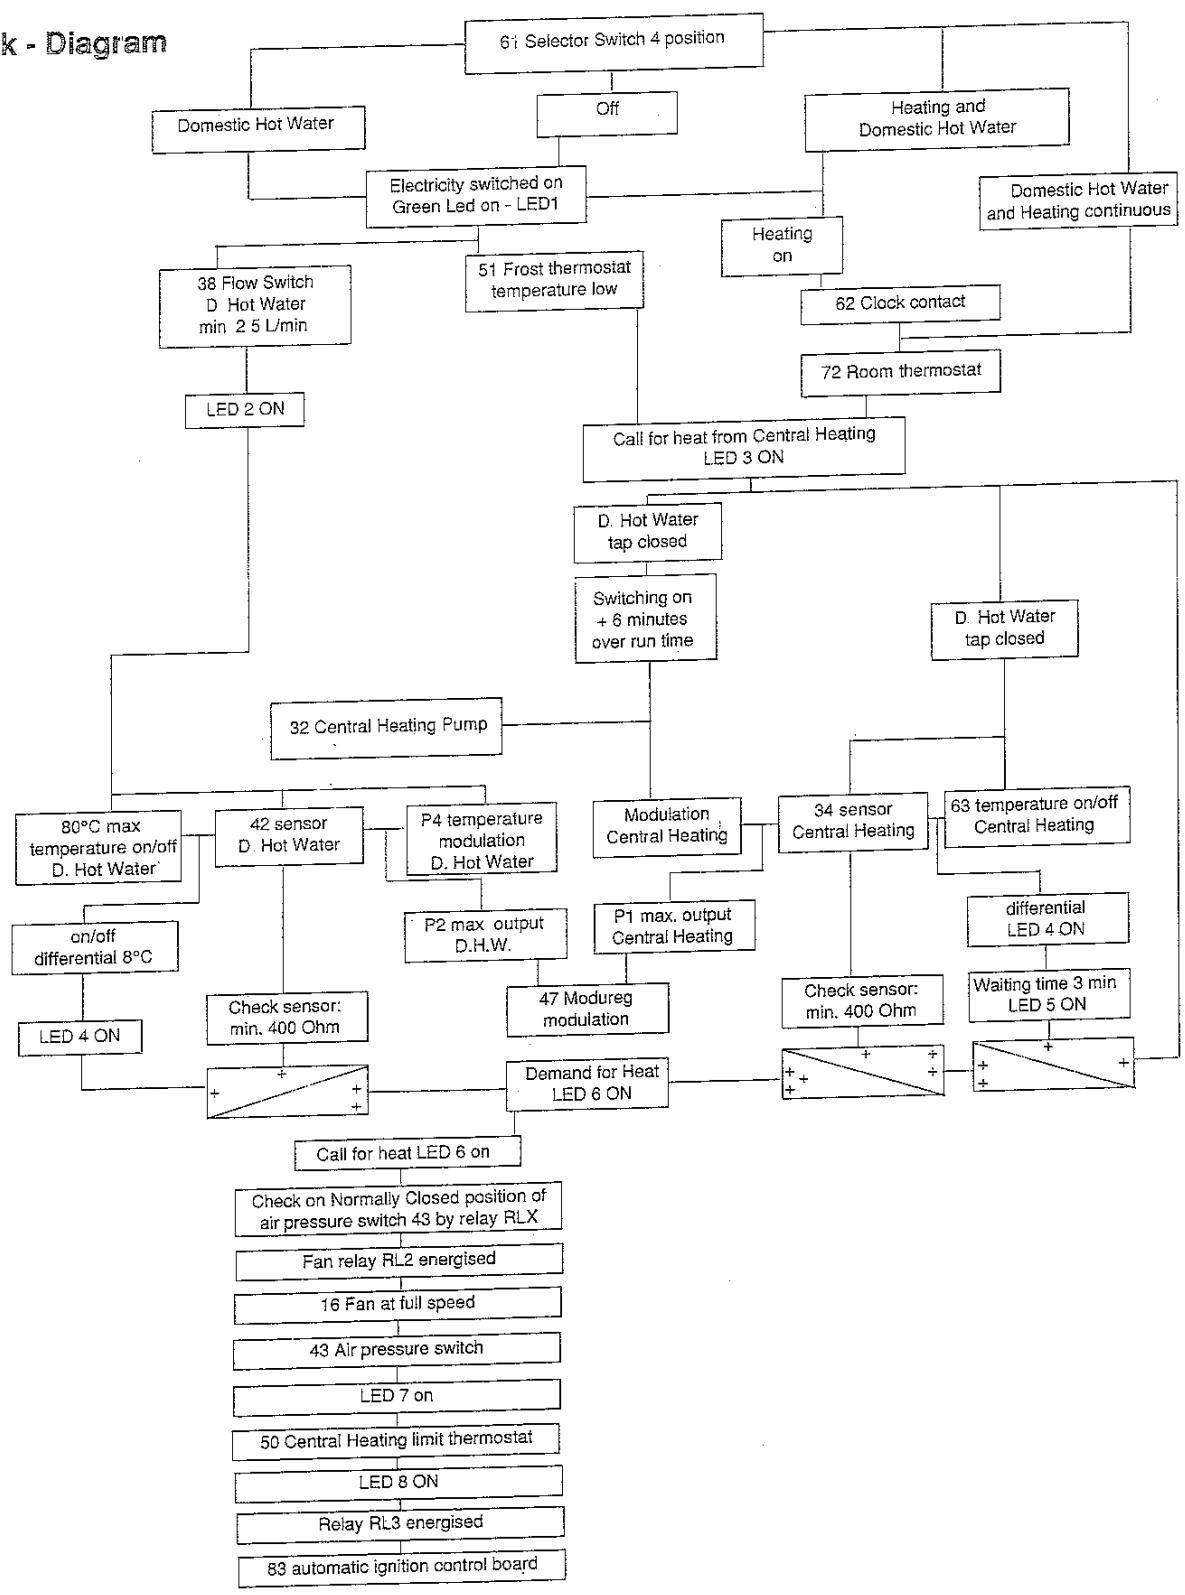 k - Diagram
61 Selector Switch 4 position
Domestic Hot Water
Off
Heating and
Domestic Hot Water
Electricity switched on
Green Led on - LED1
Domestic Hot Water
and Heating continuous
Heating
on
38 Flow Switch
D Hot Water
min 2 5 L/min
51 Frost thermostat
temperature low
62 Clock contact
72 Room thermostat
LED 2 ON
Call for heat from Central Heating
LED 3 ON
D. Hot Water
tap closed
Switching on
+ 6 minutes
over run time
D. Hot Water
tap closed
32 Central Heating Pump
80°C max
temperature on/off
D. Hot Water
42 sensor
D. Hot Water
P4 temperature
modulation
D. Hot Water
Modulation
Central Heating
34 sensor
Central Heating
63 temperature on/off
Central Heating
on/off
differential 8°C
P2 max output
D.H.W.
P1 max. output
Central Heating
differential
LED 4 ON
LED 4 ON
Check sensor:
min. 400 Ohm
47 Modureg
modulation
Check sensor:
min. 400 Ohm
Waiting time 3 min
LED 5 ON
Demand for Heat
LED 6 ON
Call for heat LED 6 on
Check on Normally Closed position of
air pressure switch 43 by relay RLX
Fan relay RL2 energised
16 Fan at full speed
43 Air pressure switch
LED 7 on
50 Central Heating limit thermostat
LED 8 ON
Relay RL3 energised
83 automatic ignition control board